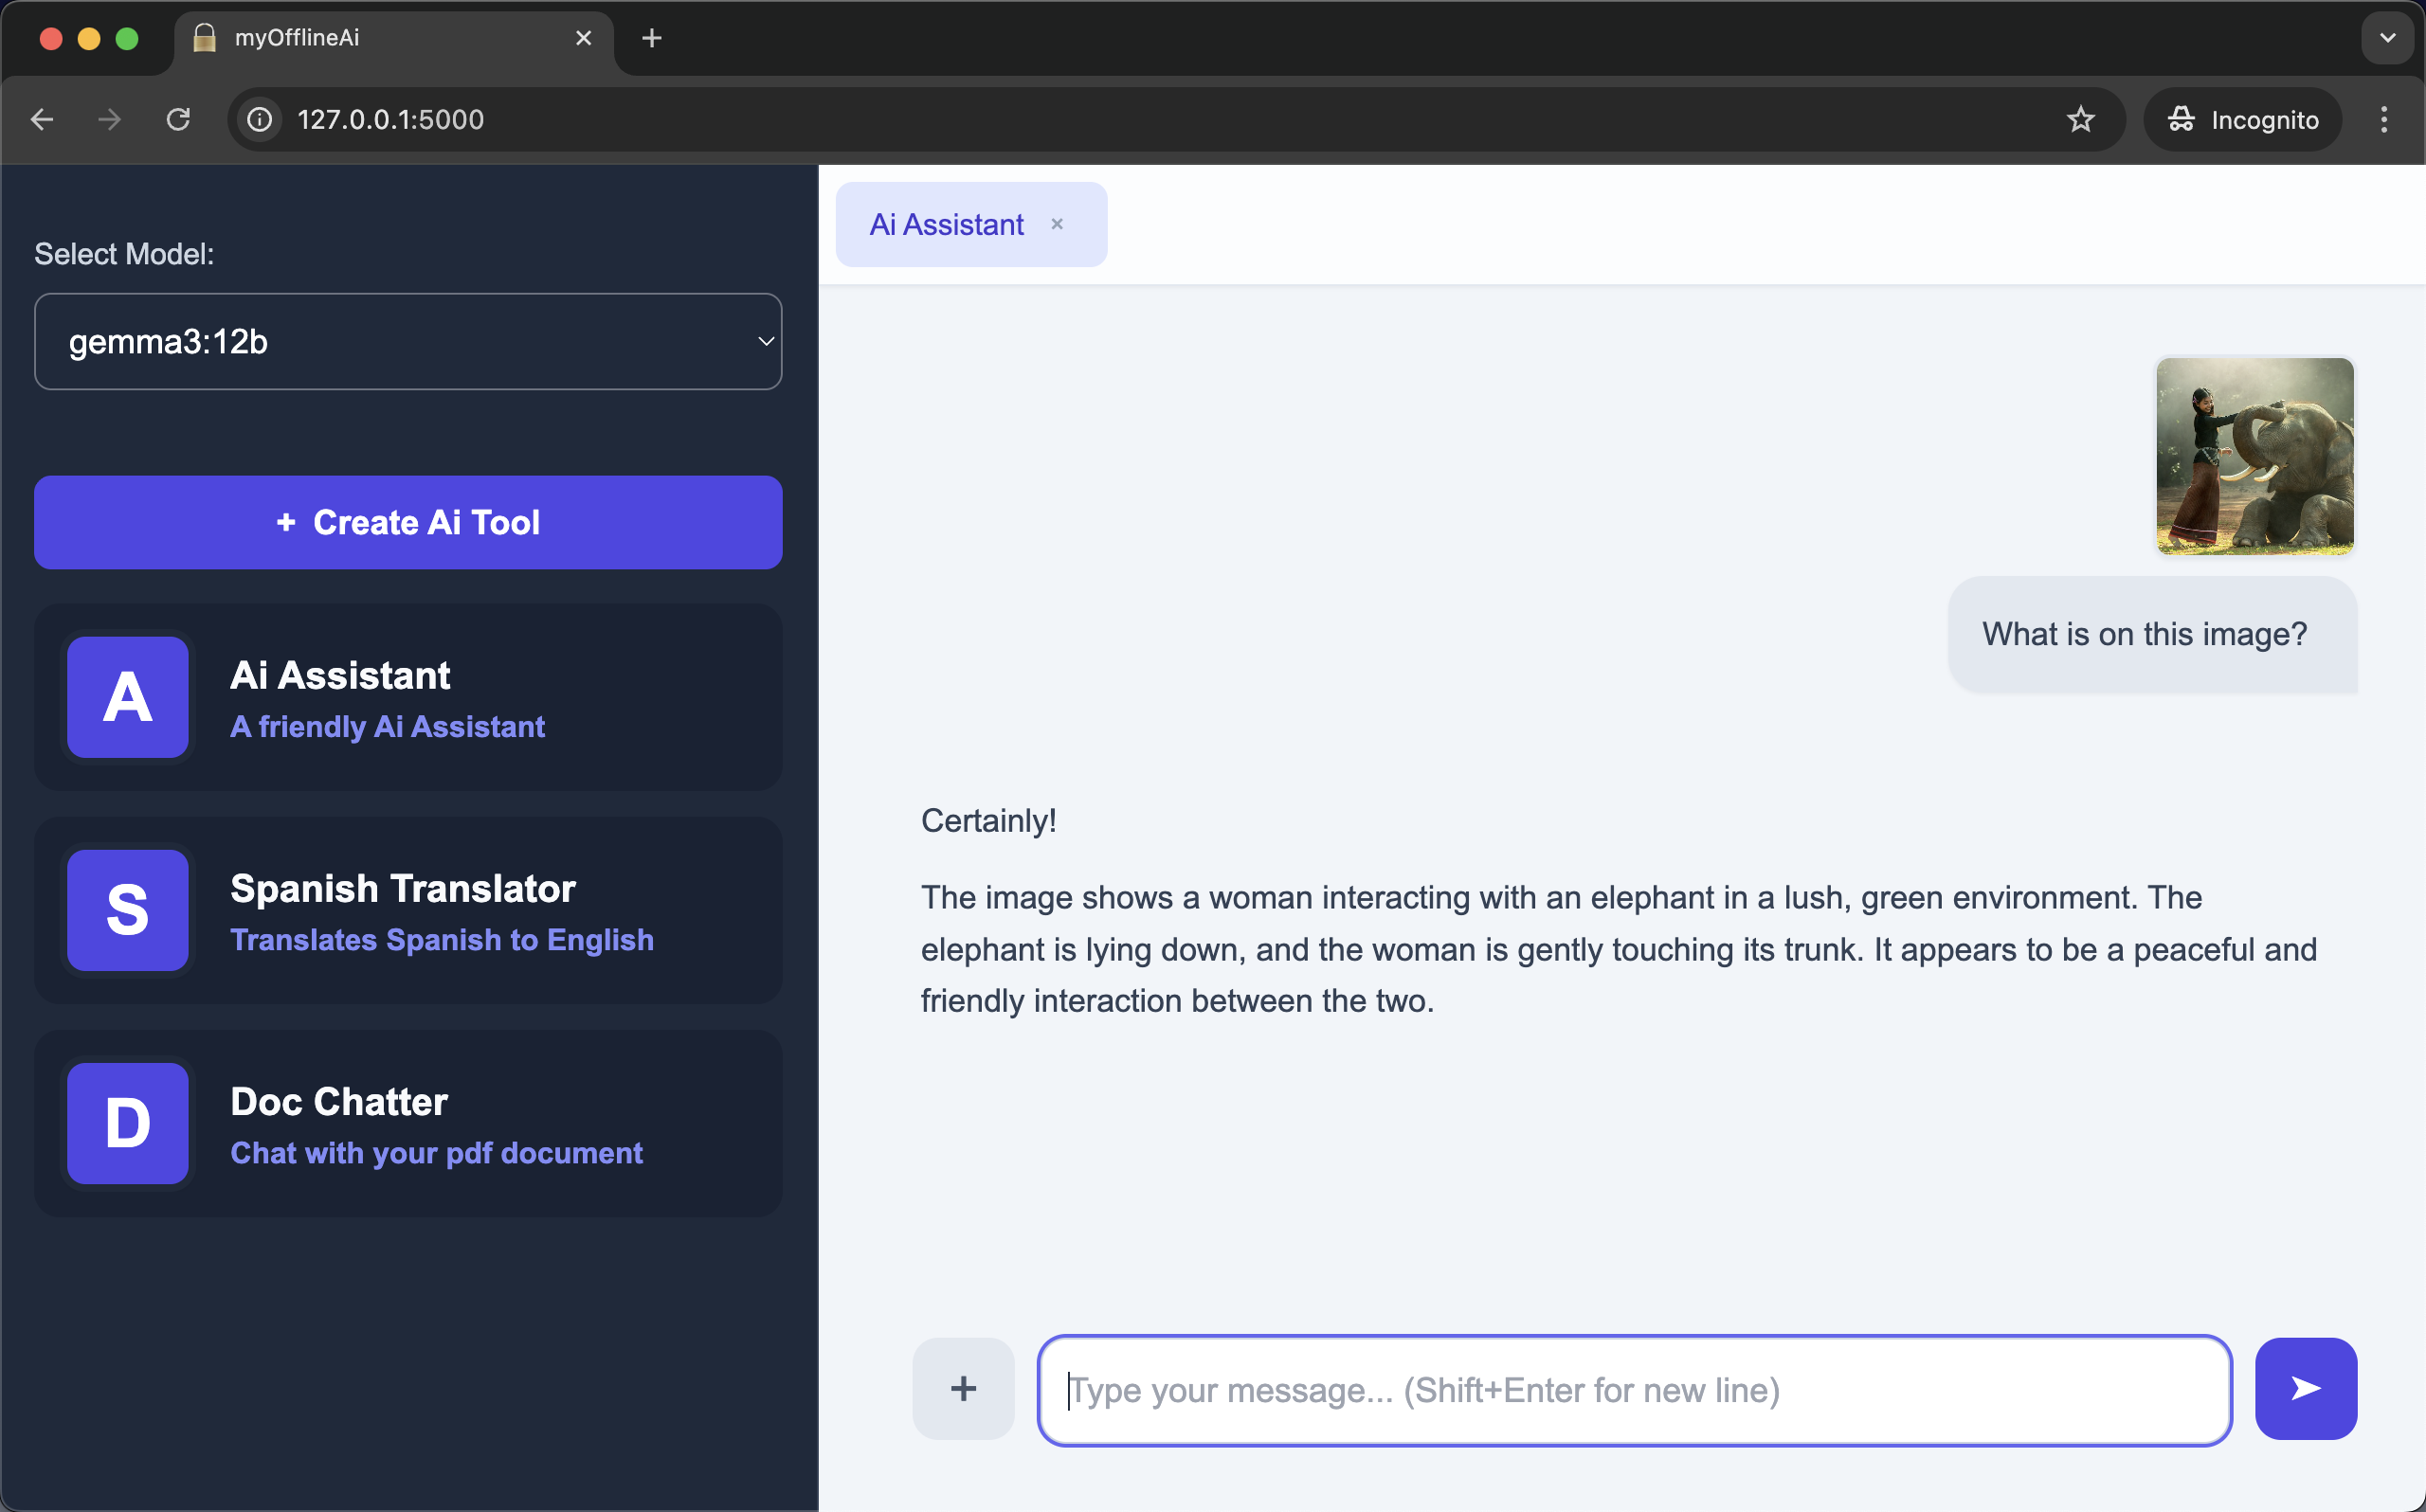 myOfflineAi
127.0.0.1:5000
Incognito
Select Model:
gemma3:12b
+ Create Ai Tool
A
Ai Assistant
A friendly Ai Assistant
S
Spanish Translator
Translates Spanish to English
D
Doc Chatter
Chat with your pdf document
Ai Assistant ×
What is on this image?
Certainly!
The image shows a woman interacting with an elephant in a lush, green environment. The
elephant is lying down, and the woman is gently touching its trunk. It appears to be a peaceful and
friendly interaction between the two.
+
Type your message... (Shift+Enter for new line)